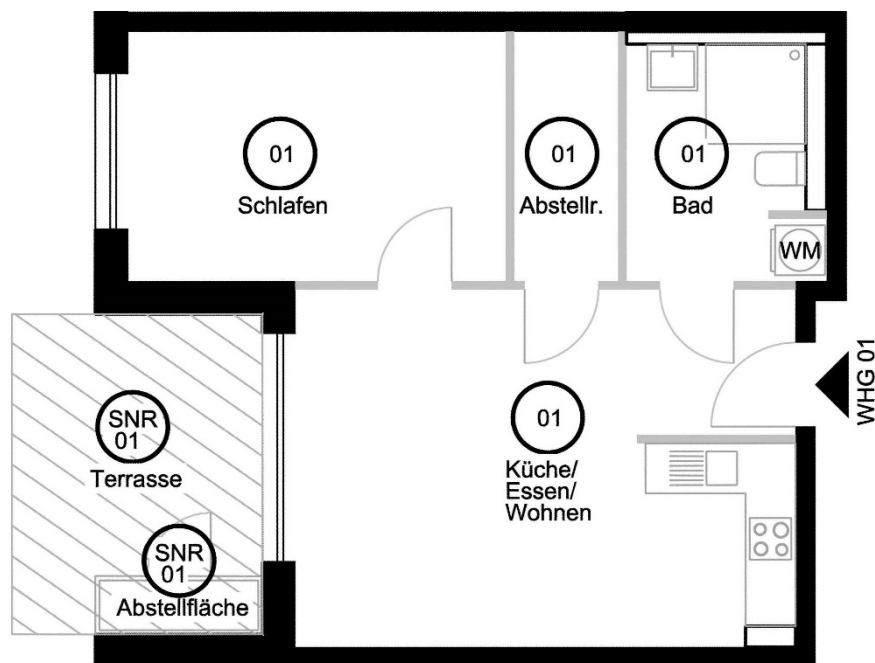 01
Schlafen
01
Abstellr.
01
Bad
WM
WHG 01
SNR
01
Terrasse
01
Küche/
Essen/
Wohnen
SNR
01
Abstellfläche